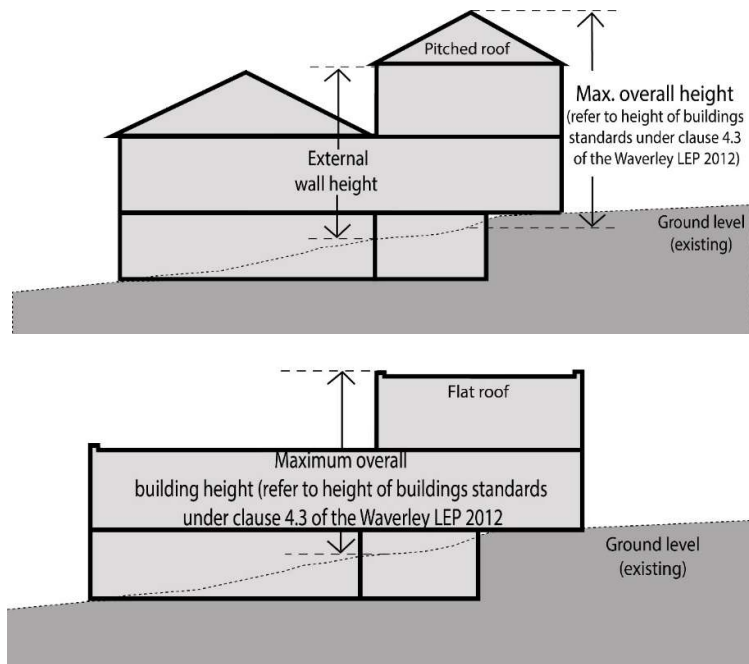 Pitched roof
Max. overall height
(refer to height of buildings
standards under clause 4.3
of the Waverley LEP 2012)
External
wall height
Ground level
(existing)
Flat roof
Maximum overall
building height (refer to height of buildings standards
under clause 4.3 of the Waverley LEP 2012
Ground level
(existing)